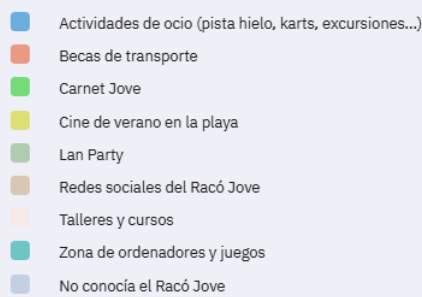 Actividades de ocio (pista hielo, karts, excursiones...)
Becas de transporte
Carnet Jove
Cine de verano en la playa
Lan Party
Redes sociales del Racó Jove
Talleres y cursos
Zona de ordenadores y juegos
No conocía el Racó Jove